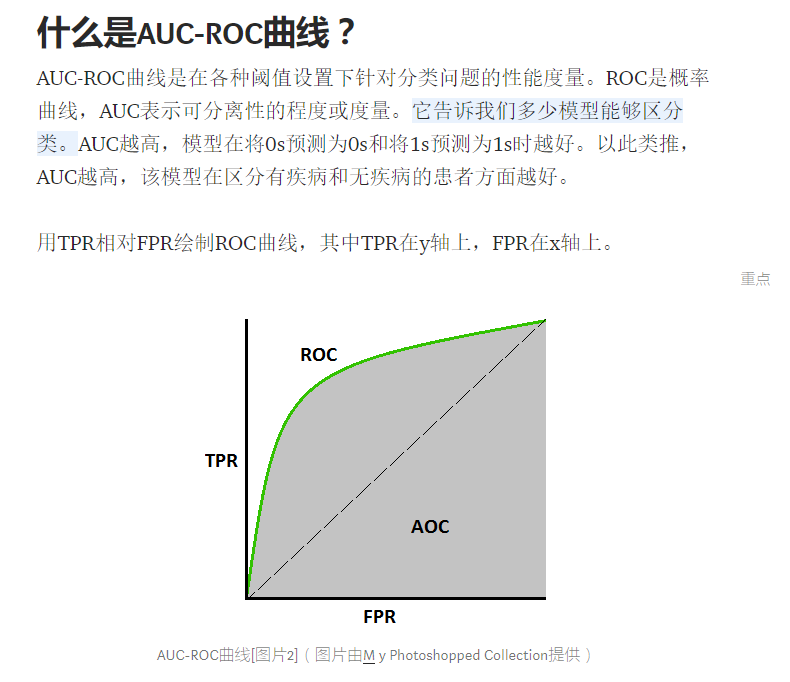 什么是AUC-ROC曲线？
AUC-ROC曲线是在各种阈值设置下针对分类问题的性能度量。ROC是概率
曲线，AUC表示可分离性的程度或度量。它告诉我们多少模型能够区分
类。AUC越高，模型在将0s预测为0s和将1s预测为1s时越好。以此类推，
AUC越高，该模型在区分有疾病和无疾病的患者方面越好。
用TPR相对FPR绘制ROC曲线，其中TPR在y轴上，FPR在x轴上。
重点
ROC
TPR
AOC
FPR
AUC-ROC曲线[图片2]（图片由M y Photoshopped Collection提供）